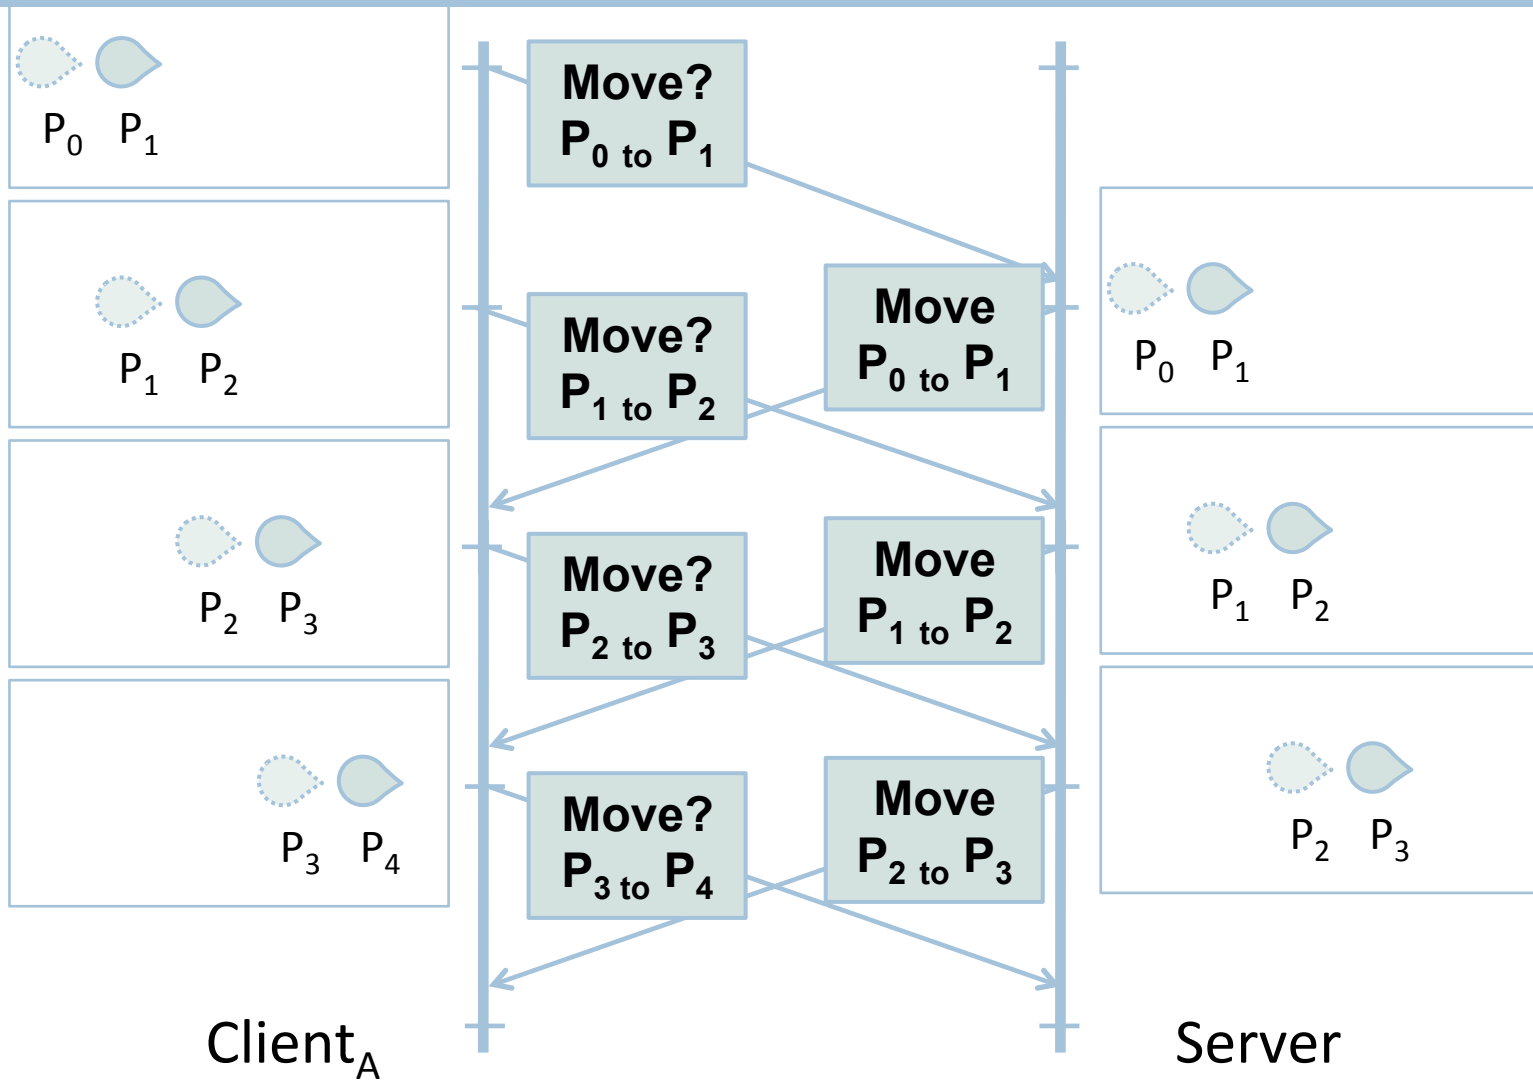 P₀ P₁
Move?
P₀ to P₁
P₁ P₂
Move?
P₁ to P₂
Move
P₀ to P₁
P₀ P₁
P₂ P₃
Move?
P₂ to P₃
Move
P₁ to P₂
P₁ P₂
P₃ P₄
Move?
P₃ to P₄
Move
P₂ to P₃
P₂ P₃
Client_A
Server